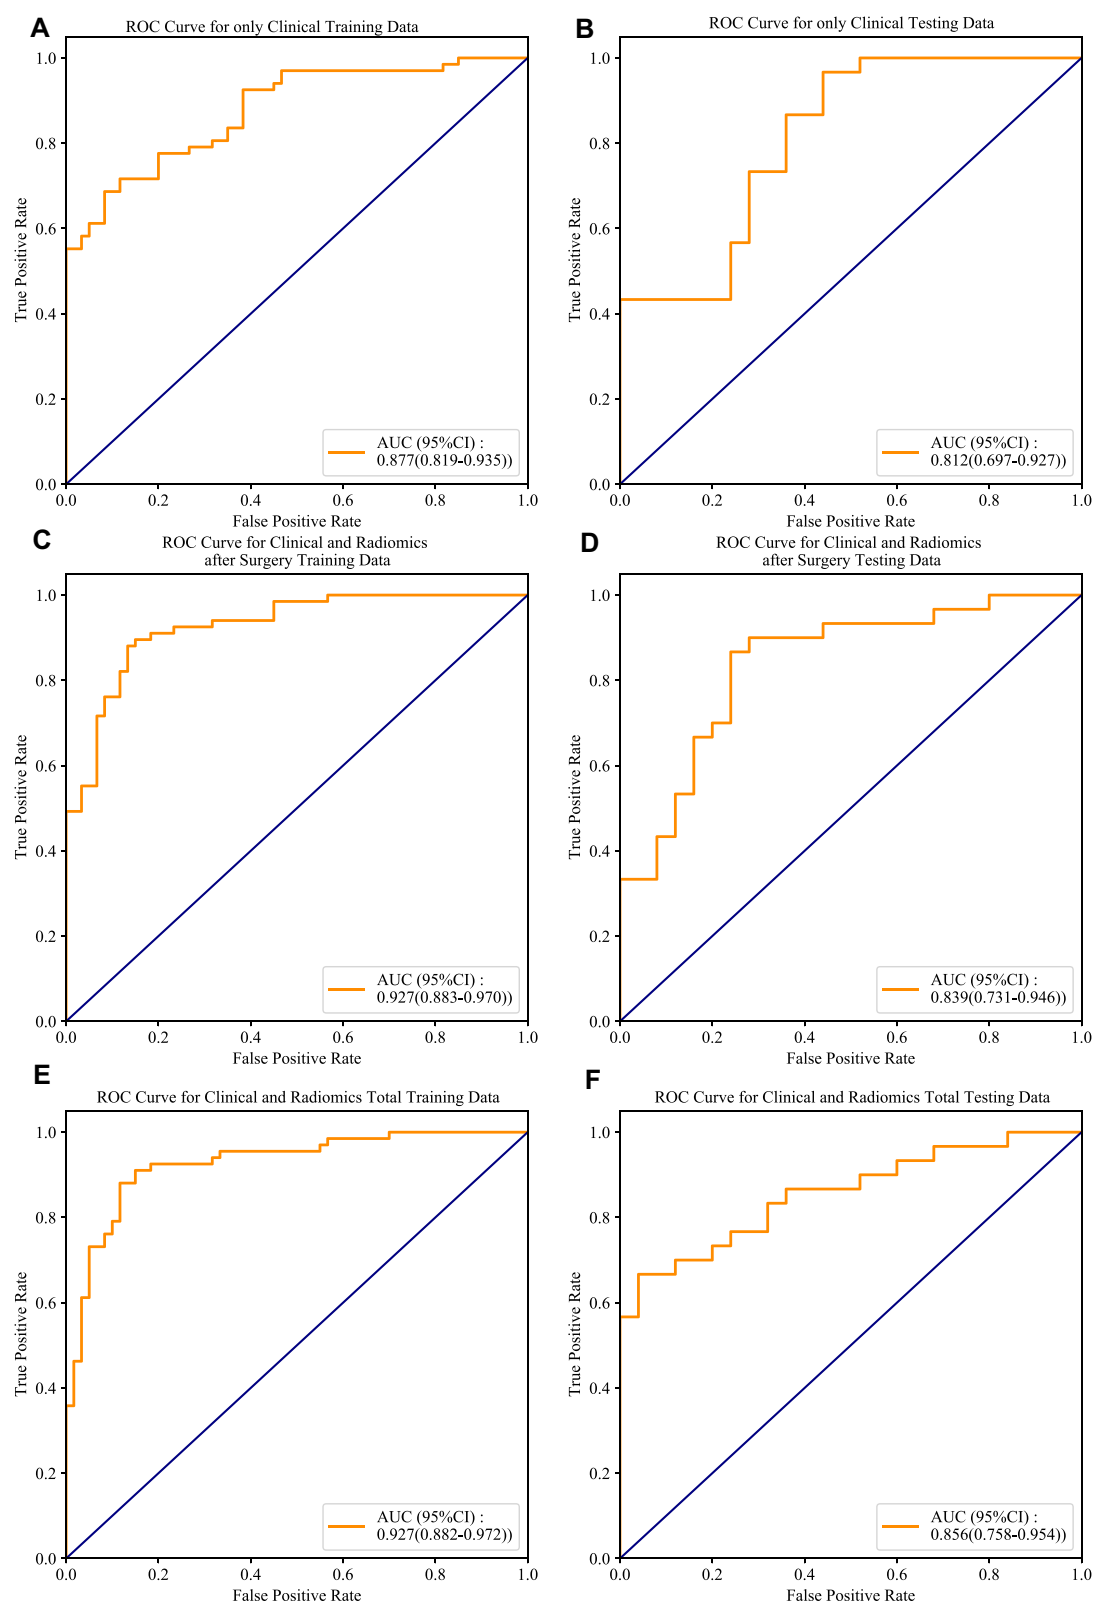 A
ROC Curve for only Clinical Training Data
True Positive Rate
1.0
0.8
0.6
0.4
0.2
0.0
AUC (95%CI) :
0.877(0.819-0.935))
0.0 0.2 0.4 0.6 0.8 1.0
False Positive Rate
B
ROC Curve for only Clinical Testing Data
True Positive Rate
1.0
0.8
0.6
0.4
0.2
0.0
AUC (95%CI) :
0.812(0.697-0.927))
0.0 0.2 0.4 0.6 0.8 1.0
False Positive Rate
C
ROC Curve for Clinical and Radiomics
after Surgery Training Data
True Positive Rate
1.0
0.8
0.6
0.4
0.2
0.0
AUC (95%CI) :
0.927(0.883-0.970))
0.0 0.2 0.4 0.6 0.8 1.0
False Positive Rate
D
ROC Curve for Clinical and Radiomics
after Surgery Testing Data
True Positive Rate
1.0
0.8
0.6
0.4
0.2
0.0
AUC (95%CI) :
0.839(0.731-0.946))
0.0 0.2 0.4 0.6 0.8 1.0
False Positive Rate
E
ROC Curve for Clinical and Radiomics Total Training Data
True Positive Rate
1.0
0.8
0.6
0.4
0.2
0.0
AUC (95%CI) :
0.927(0.882-0.972))
0.0 0.2 0.4 0.6 0.8 1.0
False Positive Rate
F
ROC Curve for Clinical and Radiomics Total Testing Data
True Positive Rate
1.0
0.8
0.6
0.4
0.2
0.0
AUC (95%CI) :
0.856(0.758-0.954))
0.0 0.2 0.4 0.6 0.8 1.0
False Positive Rate